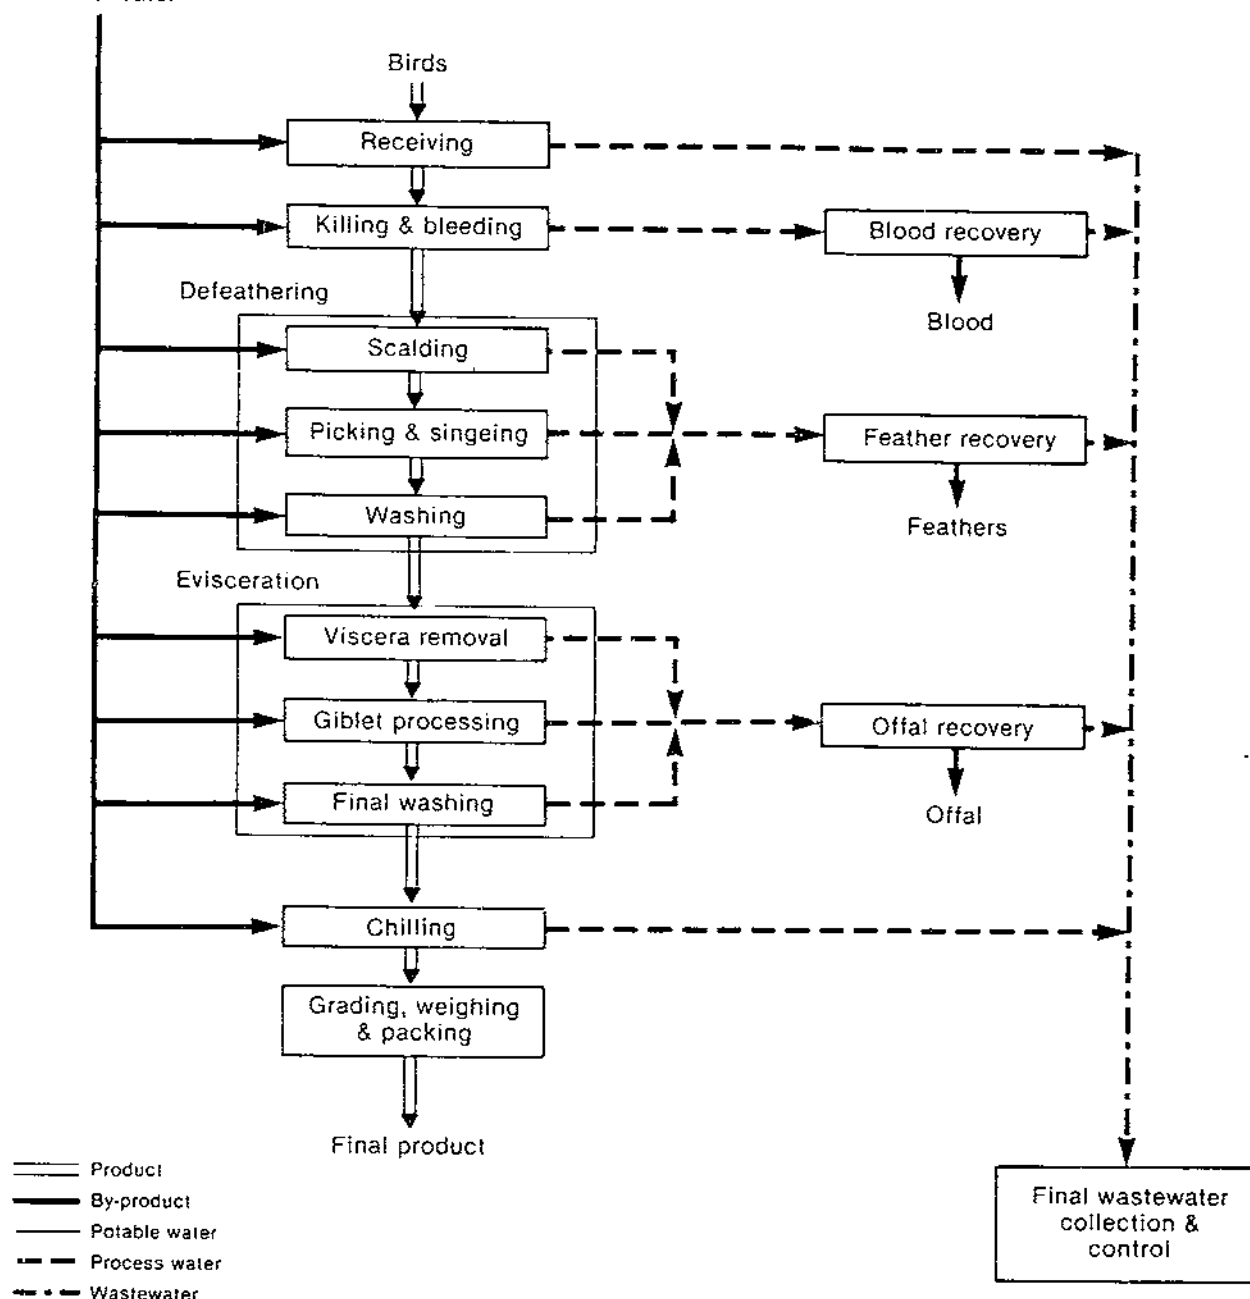 Birds
Receiving
Killing & bleeding
Blood recovery
Blood
Defeathering
Scalding
Picking & singeing
Feather recovery
Washing
Feathers
Evisceration
Viscera removal
Giblet processing
Offal recovery
Final washing
Offal
Chilling
Grading, weighing
& packing
Final product
Product
By-product
Potable water
Process water
Wastewater
Final wastewater
collection &
control